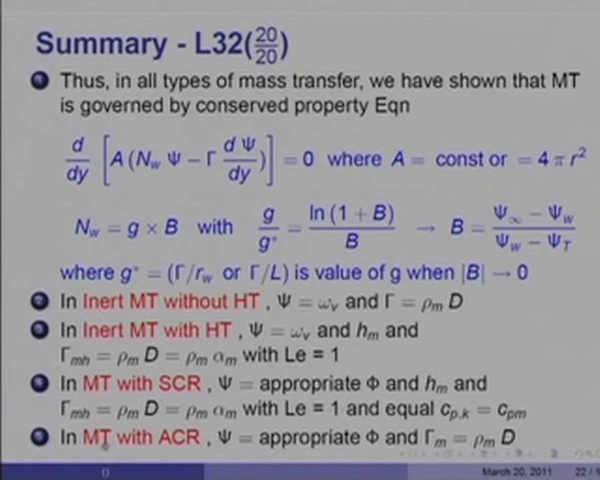 Summary - L32(20/20)
1 Thus, in all types of mass transfer, we have shown that MT
is governed by conserved property Eqn
d/dy [A (N_w Ψ − Γ d Ψ/dy)] = 0 where A = const or = 4 π r²
N_w = g × B with g/g* = ln (1 + B)/B → B = (Ψ_∞ − Ψ_w)/(Ψ_w − Ψ_T)
where g* = (Γ/r_w or Γ/L) is value of g when |B| → 0
In Inert MT without HT , Ψ = ω_v and Γ = ρ_m D
In Inert MT with HT , Ψ = ω_v and h_m and
Γ_mh = ρ_m D = ρ_m α_m with Le = 1
In MT with SCR , Ψ = appropriate Φ and h_m and
Γ_mh = ρ_m D = ρ_m α_m with Le = 1 and equal c_p,k = c_pm
In MT with ACR , Ψ = appropriate Φ and Γ_m = ρ_m D
() March 20, 2011 22 / 1